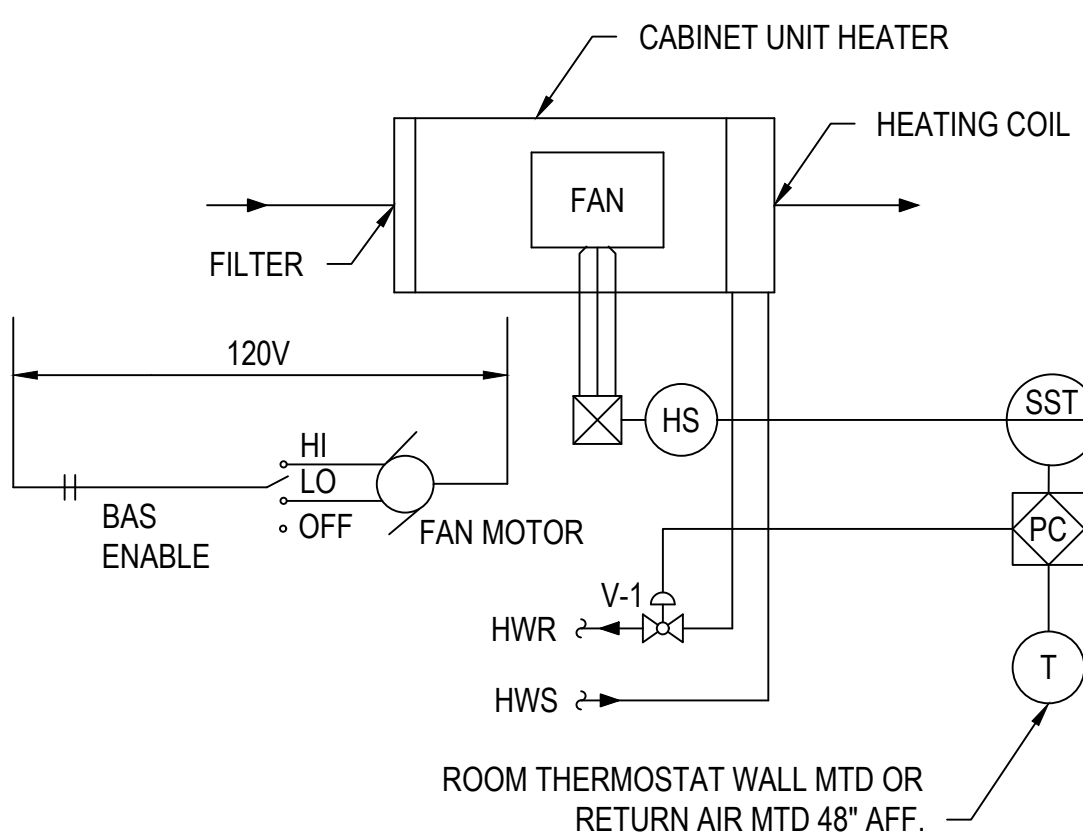 CABINET UNIT HEATER
HEATING COIL
FAN
FILTER
120V
HS
SST
HI
LO
OFF
BAS
ENABLE
FAN MOTOR
PC
V-1
HWR
HWS
T
ROOM THERMOSTAT WALL MTD OR
RETURN AIR MTD 48" AFF.